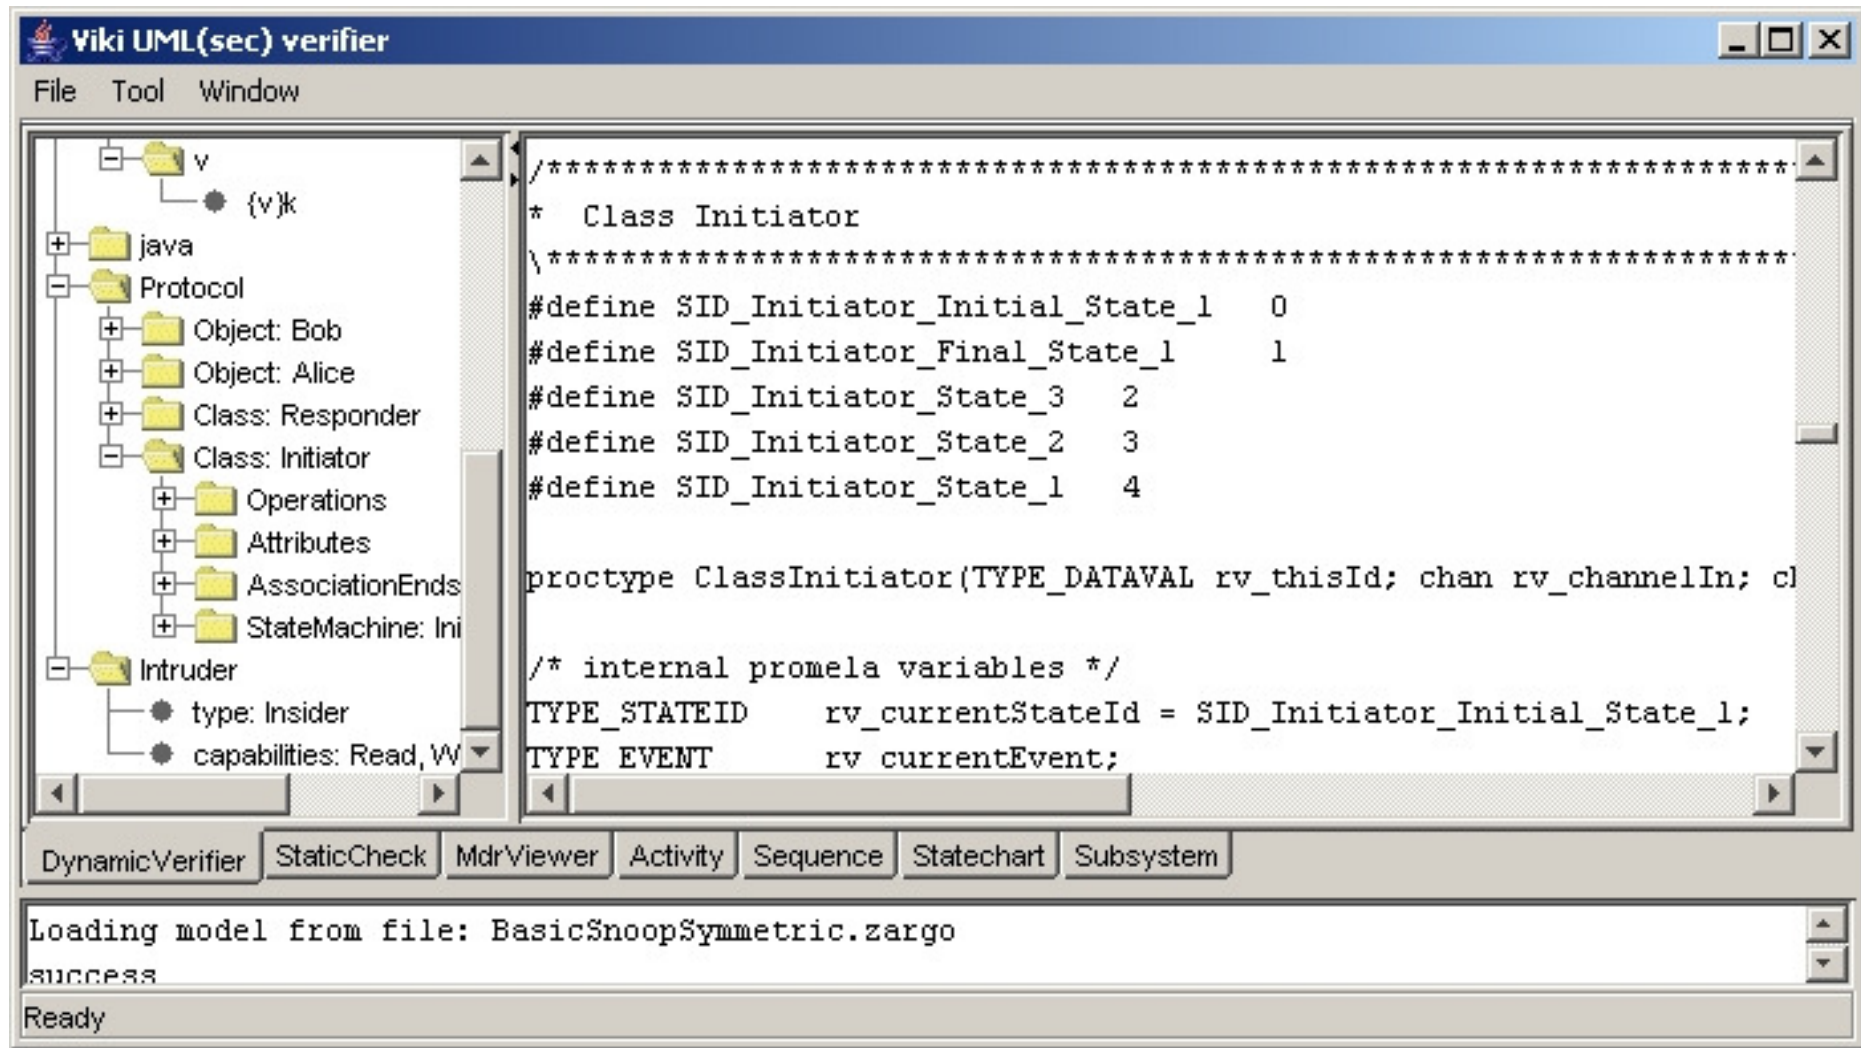 Viki UML(sec) verifier
File Tool Window
v
{v}k
java
Protocol
Object: Bob
Object: Alice
Class: Responder
Class: Initiator
Operations
Attributes
AssociationEnds
StateMachine: Ini
Intruder
type: Insider
capabilities: Read, W
/*******************************************************************
* Class Initiator
\*******************************************************************
#define SID_Initiator_Initial_State_1 0
#define SID_Initiator_Final_State_1 1
#define SID_Initiator_State_3 2
#define SID_Initiator_State_2 3
#define SID_Initiator_State_1 4
proctype ClassInitiator(TYPE_DATAVAL rv_thisId; chan rv_channelIn; ch
/* internal promela variables */
TYPE_STATEID rv_currentStateId = SID_Initiator_Initial_State_1;
TYPE_EVENT rv_currentEvent;
DynamicVerifier StaticCheck MdrViewer Activity Sequence Statechart Subsystem
Loading model from file: BasicSnoopSymmetric.zargo
success
Ready